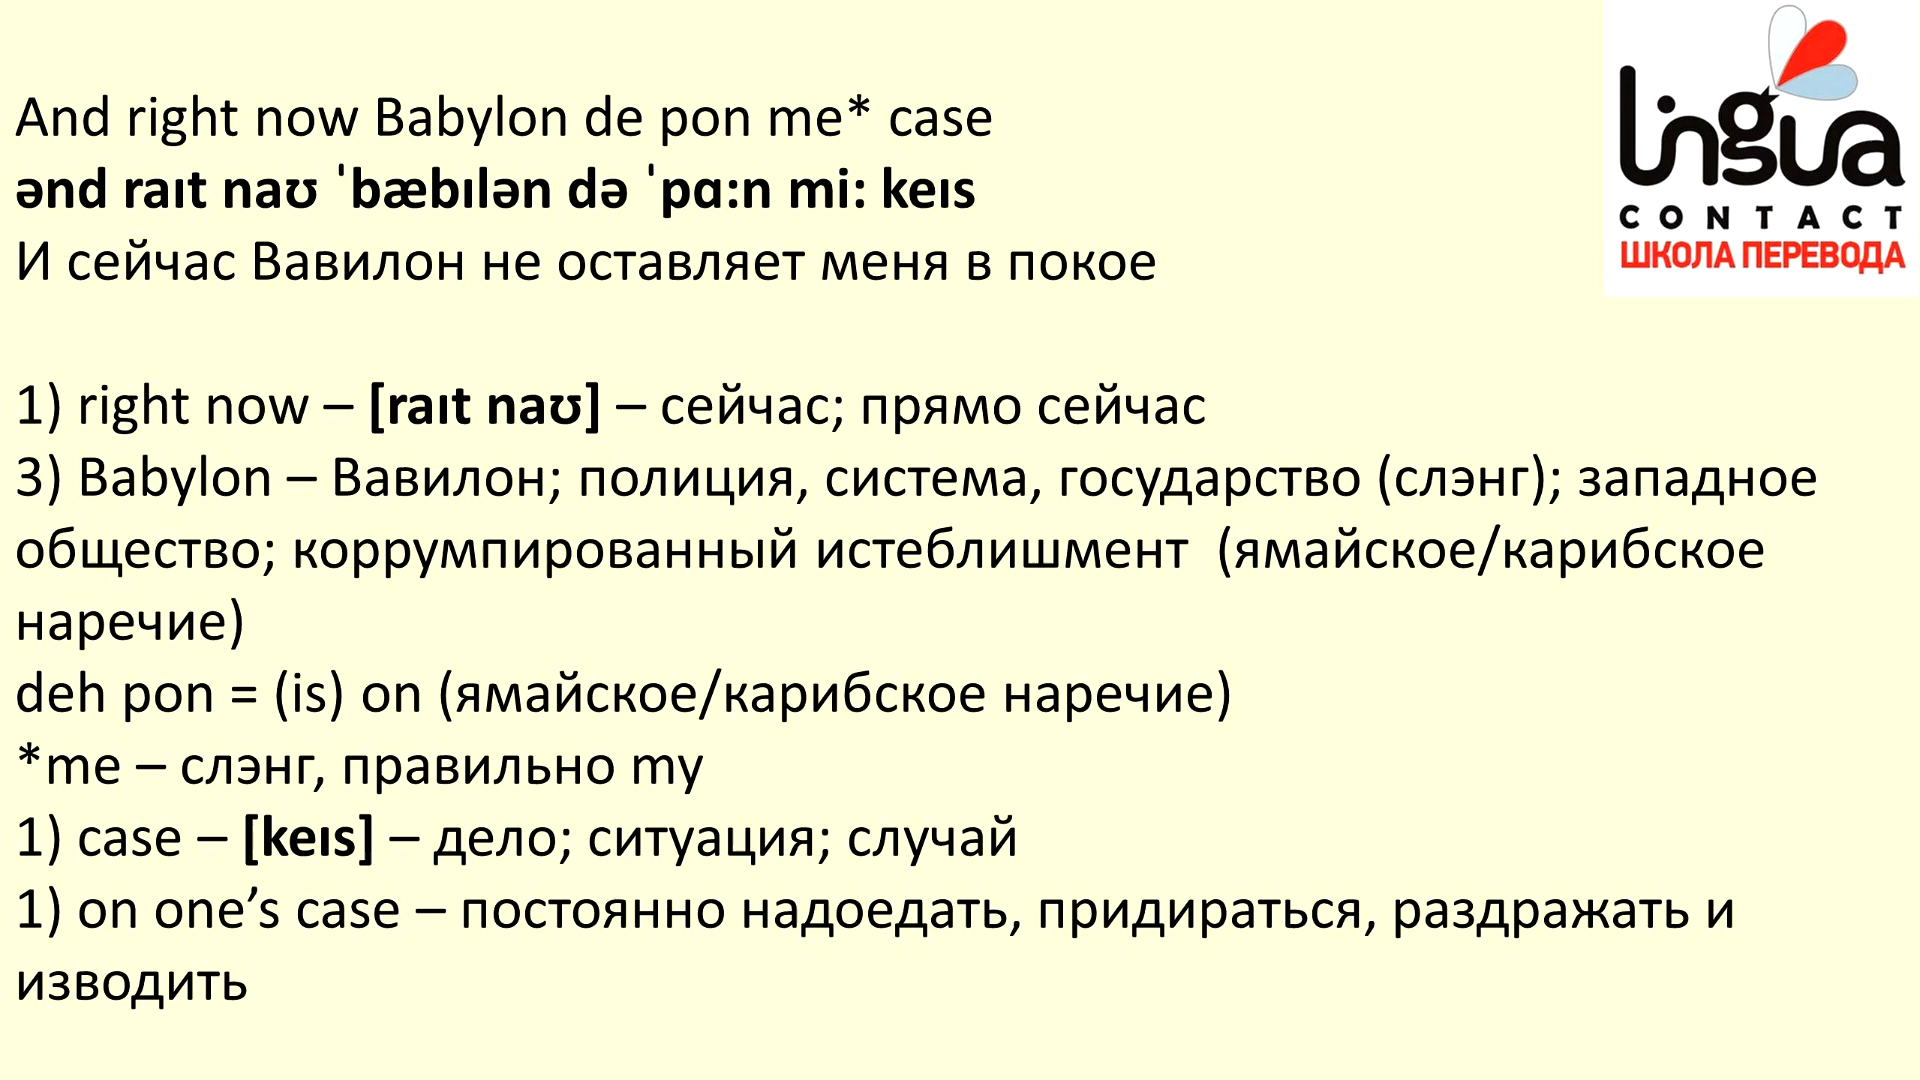 And right now Babylon de pon me* case
ənd raɪt naʊ ˈbæbɪlən də ˈpɑ:n mi: keɪs
И сейчас Вавилон не оставляет меня в покое
1) right now – [raɪt naʊ] – сейчас; прямо сейчас
3) Babylon – Вавилон; полиция, система, государство (слэнг); западное
общество; коррумпированный истеблишмент (ямайское/карибское
наречие)
deh pon = (is) on (ямайское/карибское наречие)
*me – слэнг, правильно my
1) case – [keɪs] – дело; ситуация; случай
1) on one’s case – постоянно надоедать, придираться, раздражать и
изводить
Lingua
CONTACT
ШКОЛА ПЕРЕВОДА